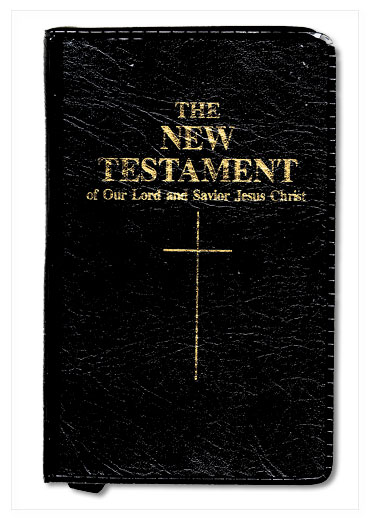 THE
NEW
TESTAMENT
of Our Lord and Savior Jesus Christ